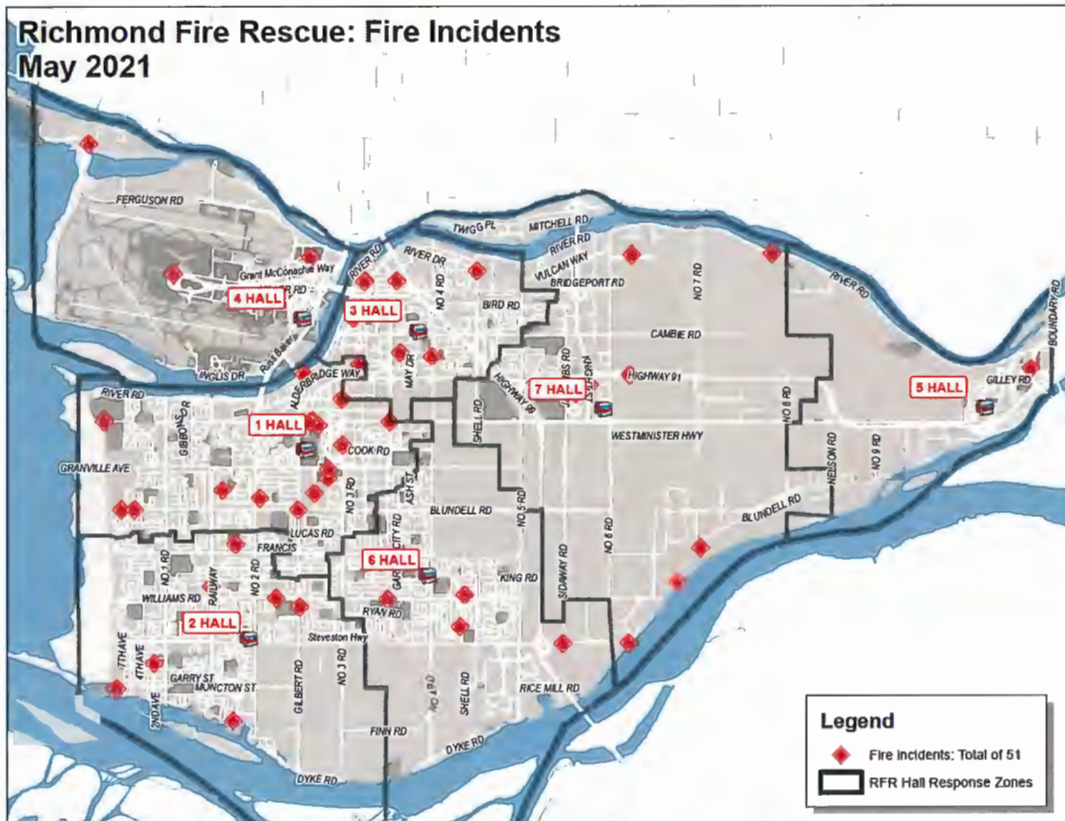 Richmond Fire Rescue: Fire Incidents
May 2021
FERGUSON RD
TWIGG PL
MITCHELL RD
RIVER RD
RIVER RD
RIVER DR
VULCAN WAY
BRIDGEPORT RD
Grant McConachie Way
NO 4 RD
NO 7 RD
RIVER RD
BOUNDARY RD
4 HALL
3 HALL
BIRD RD
CAMBIE RD
INGLIS DR
ALDERBRIDGE WAY
MAY DR
HIGHWAY 99
7 HALL
HIGHWAY 91
5 HALL
GILLEY RD
RIVER RD
GIBBONS DR
1 HALL
COOK RD
SHELL RD
WESTMINISTER HWY
NO 8 RD
NELSON RD
NO 9 RD
GRANVILLE AVE
NO 3 RD
ASH ST
BLUNDELL RD
NO 5 RD
NO 6 RD
BLUNDELL RD
LUCAS RD
FRANCIS
NO 1 RD
NO 2 RD
RAILWAY
6 HALL
KING RD
SIDAWAY RD
WILLIAMS RD
RYAN RD
2 HALL
Steveston Hwy
7TH AVE
4TH AVE
2ND AVE
GARRY ST
MONCTON ST
GILBERT RD
NO 3 RD
NO 4 RD
SHELL RD
RICE MILL RD
FINN RD
DYKE RD
DYKE RD
Legend
Fire Incidents: Total of 51
RFR Hall Response Zones